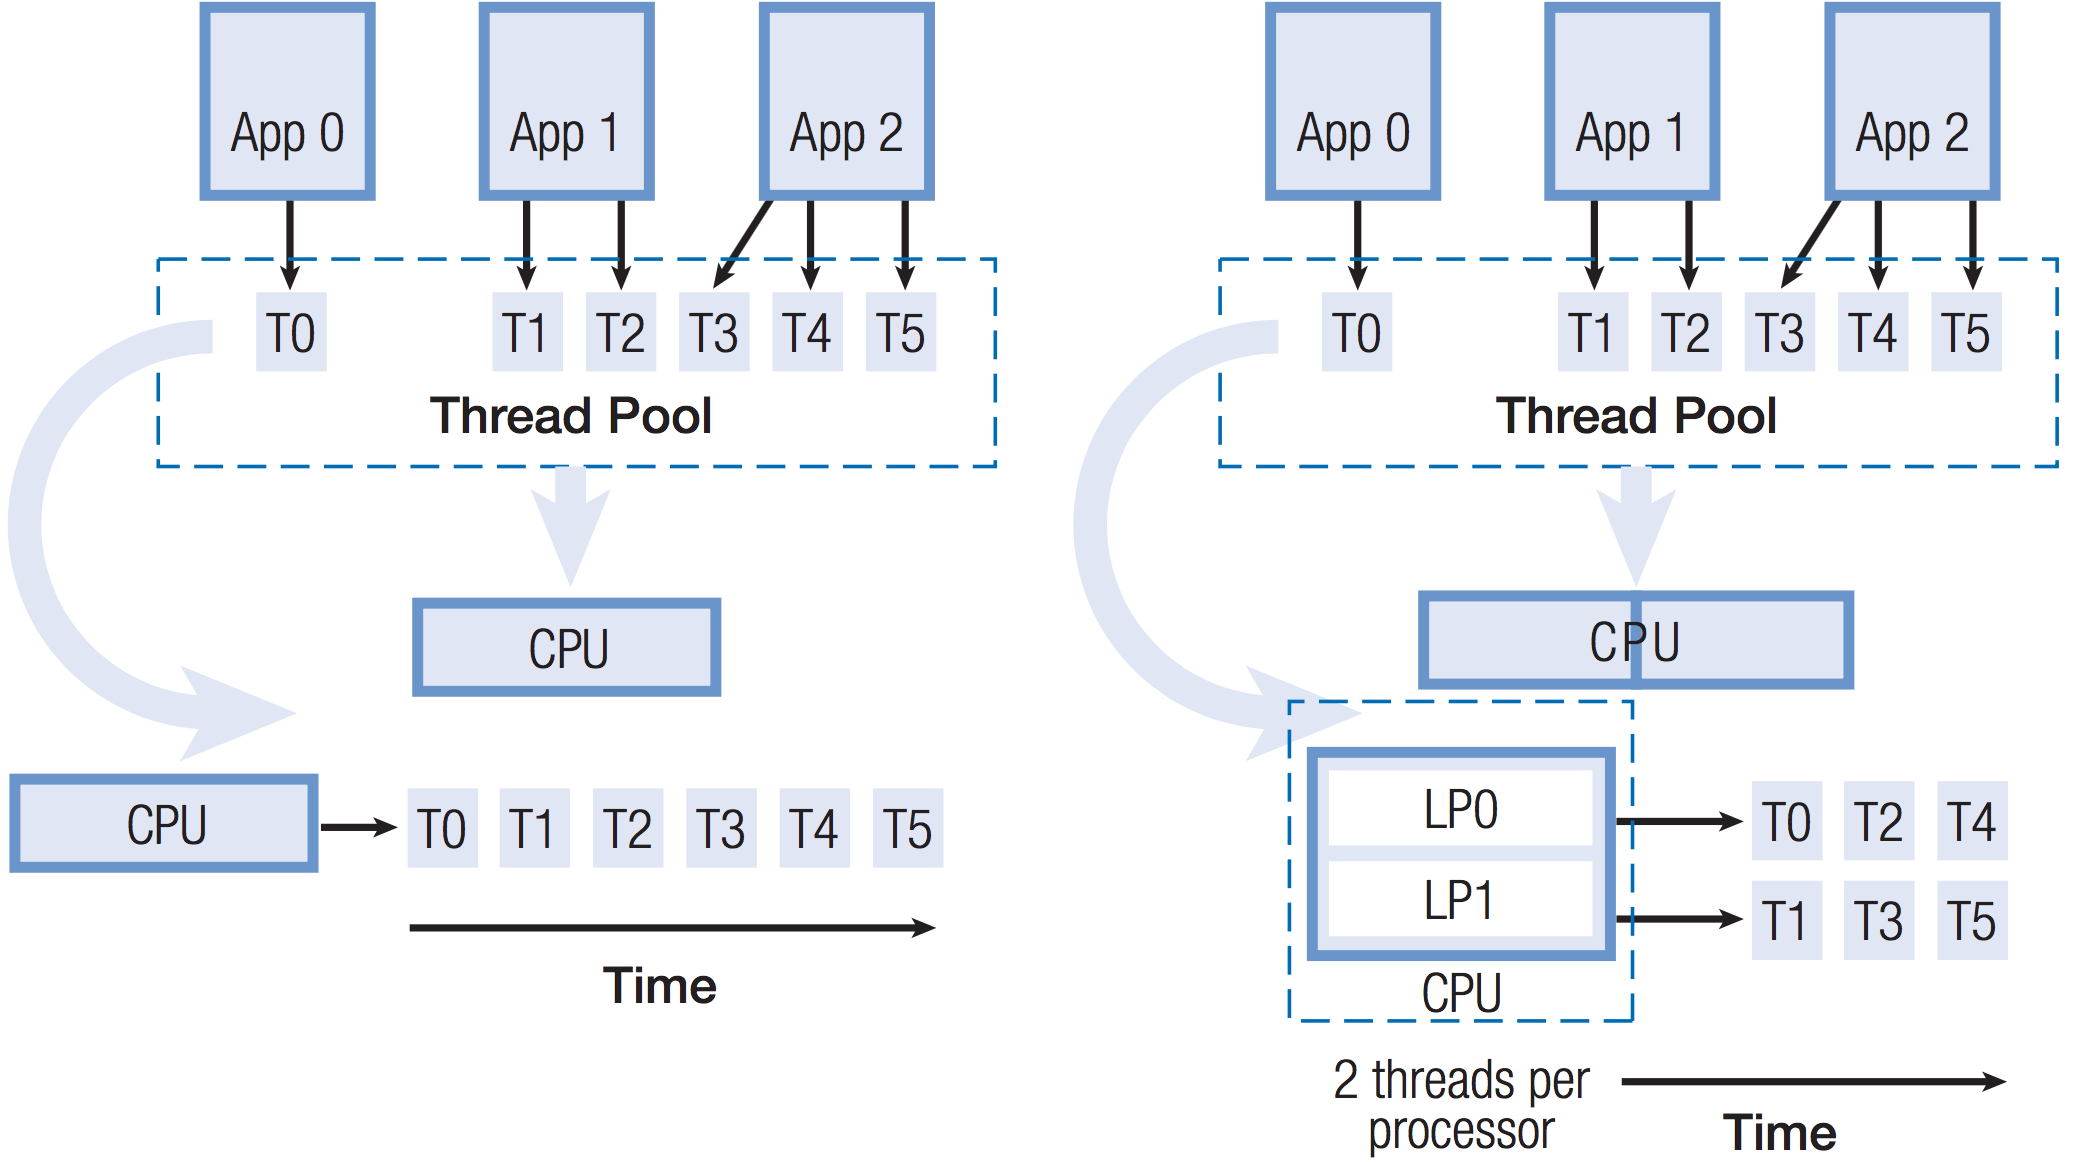 App 0
App 1
App 2
T0
T1
T2
T3
T4
T5
Thread Pool
CPU
CPU
T0
T1
T2
T3
T4
T5
Time
App 0
App 1
App 2
T0
T1
T2
T3
T4
T5
Thread Pool
CPU
LP0
T0
T2
T4
LP1
T1
T3
T5
CPU
2 threads per
processor
Time